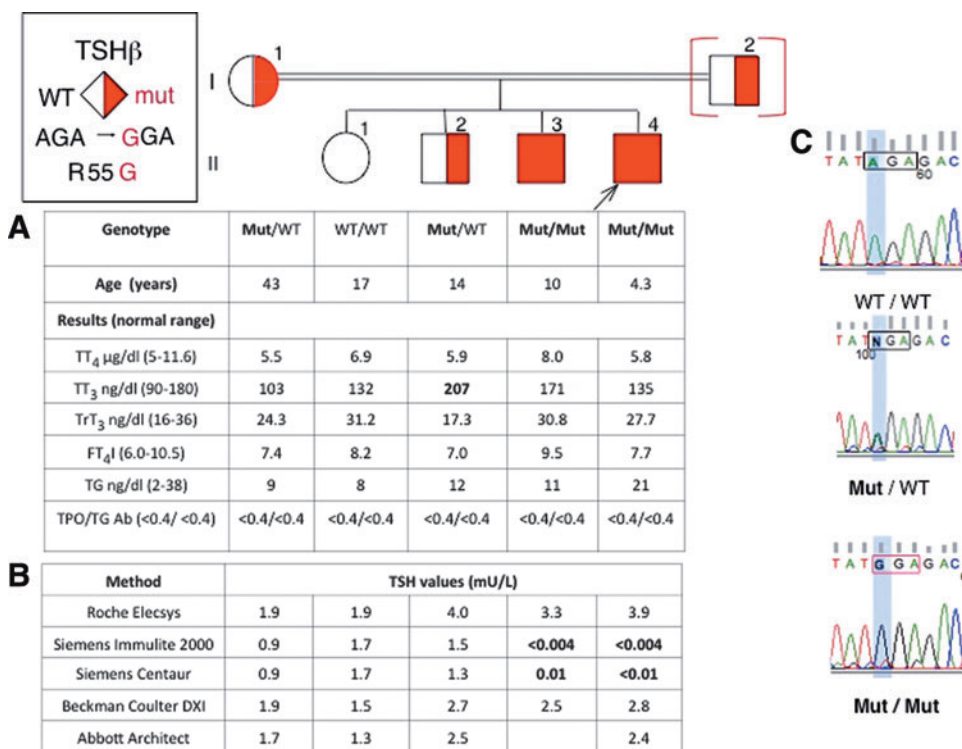 TSHβ
WT mut
AGA → GGA
R55G
I
1
2
II
1
2
3
4
A
Genotype Mut/WT WT/WT Mut/WT Mut/Mut Mut/Mut
Age (years) 43 17 14 10 4.3
Results (normal range)
TT4 µg/dl (5-11.6) 5.5 6.9 5.9 8.0 5.8
TT3 ng/dl (90-180) 103 132 207 171 135
TrT3 ng/dl (16-36) 24.3 31.2 17.3 30.8 27.7
FT4I (6.0-10.5) 7.4 8.2 7.0 9.5 7.7
TG ng/dl (2-38) 9 8 12 11 21
TPO/TG Ab (<0.4/ <0.4) <0.4/<0.4 <0.4/<0.4 <0.4/<0.4 <0.4/<0.4 <0.4/<0.4
B
Method TSH values (mU/L)
Roche Elecsys 1.9 1.9 4.0 3.3 3.9
Siemens Immulite 2000 0.9 1.7 1.5 <0.004 <0.004
Siemens Centaur 0.9 1.7 1.3 0.01 <0.01
Beckman Coulter DXI 1.9 1.5 2.7 2.5 2.8
Abbott Architect 1.7 1.3 2.5 2.4
C
T A T A G A G A C
60
WT / WT
T A T N G A G A C
100
Mut / WT
T A T G G A G A C
Mut / Mut